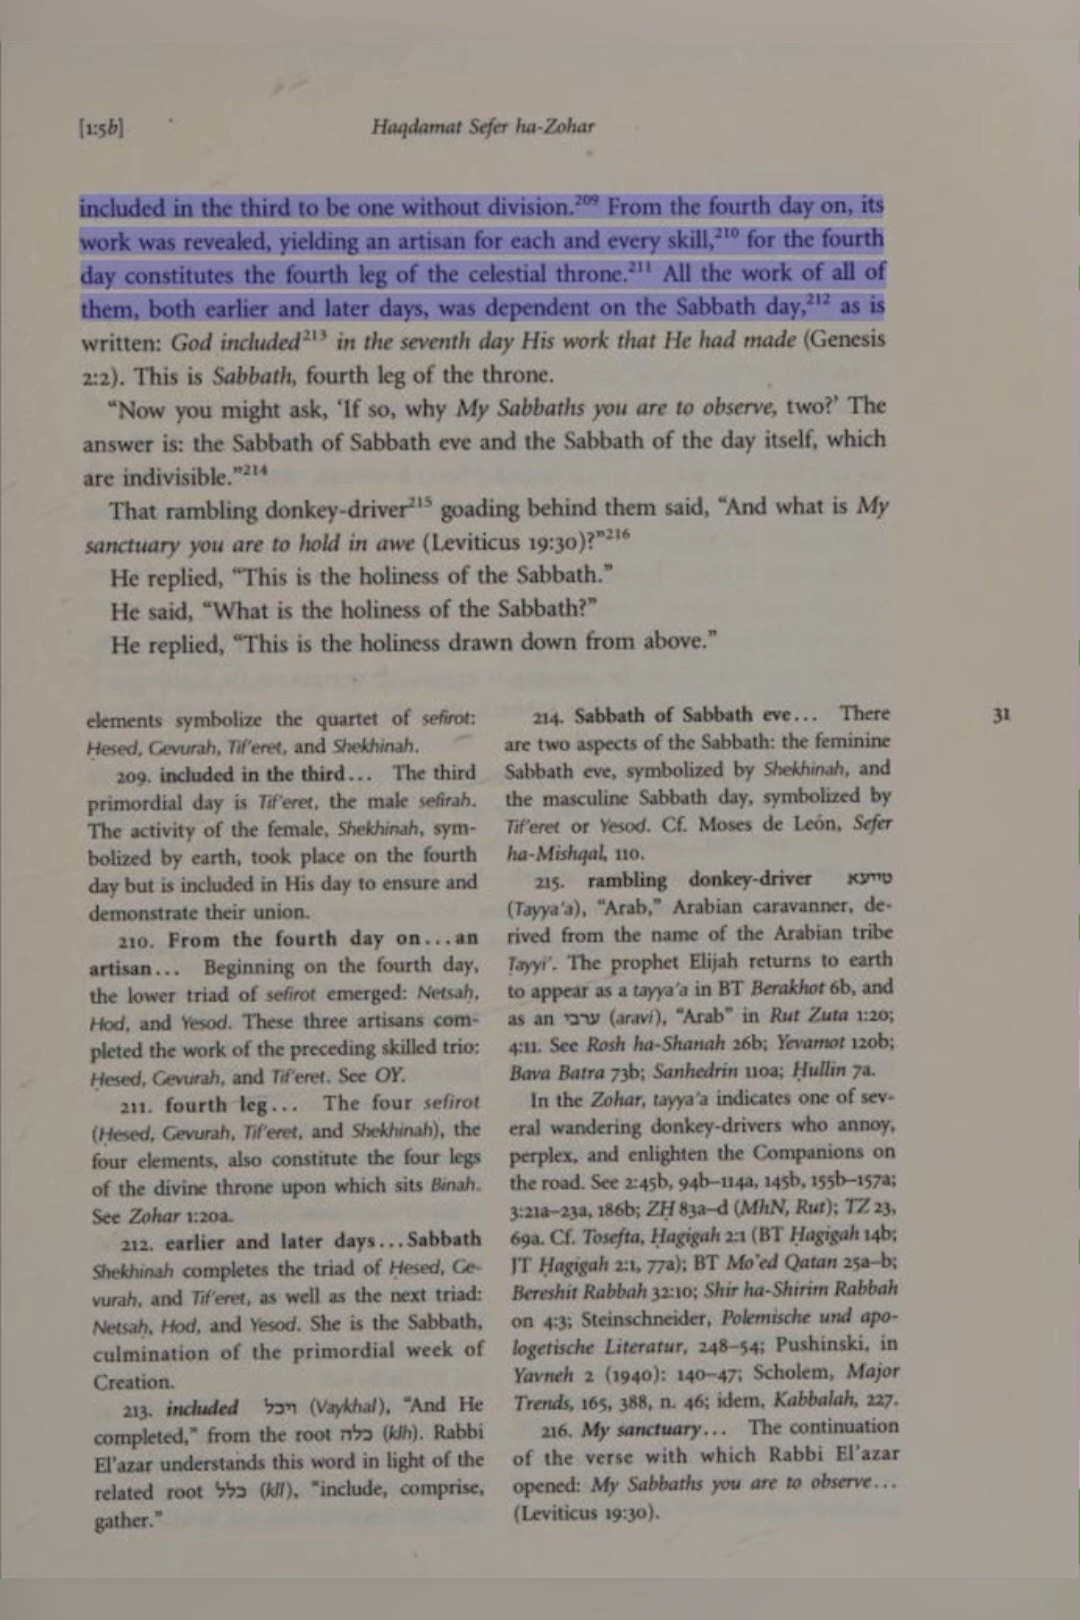 [1:5b]
Haqdamat Sefer ha-Zohar
included in the third to be one without division.209 From the fourth day on, its
work was revealed, yielding an artisan for each and every skill,210 for the fourth
day constitutes the fourth leg of the celestial throne.211 All the work of all of
them, both earlier and later days, was dependent on the Sabbath day,212 as is
written: God included213 in the seventh day His work that He had made (Genesis
2:2). This is Sabbath, fourth leg of the throne.
“Now you might ask, ‘If so, why My Sabbaths you are to observe, two?’ The
answer is: the Sabbath of Sabbath eve and the Sabbath of the day itself, which
are indivisible.”214
That rambling donkey-driver215 goading behind them said, “And what is My
sanctuary you are to hold in awe (Leviticus 19:30)?”216
He replied, “This is the holiness of the Sabbath.”
He said, “What is the holiness of the Sabbath?”
He replied, “This is the holiness drawn down from above.”
elements symbolize the quartet of sefirot:
Ḥesed, Gevurah, Tif'eret, and Shekhinah.
209. included in the third... The third
primordial day is Tif'eret, the male sefirah.
The activity of the female, Shekhinah, sym-
bolized by earth, took place on the fourth
day but is included in His day to ensure and
demonstrate their union.
210. From the fourth day on...an
artisan... Beginning on the fourth day,
the lower triad of sefirot emerged: Netsaḥ,
Hod, and Yesod. These three artisans com-
pleted the work of the preceding skilled trio:
Ḥesed, Gevurah, and Tif'eret. See OY.
211. fourth leg... The four sefirot
(Ḥesed, Gevurah, Tif'eret, and Shekhinah), the
four elements, also constitute the four legs
of the divine throne upon which sits Binah.
See Zohar 1:20a.
212. earlier and later days...Sabbath
Shekhinah completes the triad of Ḥesed, Ge-
vurah, and Tif'eret, as well as the next triad:
Netsaḥ, Hod, and Yesod. She is the Sabbath,
culmination of the primordial week of
Creation.
213. included ויכל (Vaykhal), “And He
completed,” from the root כלה (klh). Rabbi
El'azar understands this word in light of the
related root כלל (kll), “include, comprise,
gather.”
214. Sabbath of Sabbath eve... There
are two aspects of the Sabbath: the feminine
Sabbath eve, symbolized by Shekhinah, and
the masculine Sabbath day, symbolized by
Tif'eret or Yesod. Cf. Moses de León, Sefer
ha-Mishqal, 110.
215. rambling donkey-driver טייעא
(Tayya'a), “Arab,” Arabian caravanner, de-
rived from the name of the Arabian tribe
Ṭayyi'. The prophet Elijah returns to earth
to appear as a tayya'a in BT Berakhot 6b, and
as an ערבי (aravi), “Arab” in Rut Zuta 1:20;
4:11. See Rosh ha-Shanah 26b; Yevamot 120b;
Bava Batra 73b; Sanhedrin 110a; Ḥullin 7a.
In the Zohar, tayya'a indicates one of sev-
eral wandering donkey-drivers who annoy,
perplex, and enlighten the Companions on
the road. See 2:45b, 94b–114a, 145b, 155b–157a;
3:21a–23a, 186b; ZḤ 83a–d (MhN, Rut); TZ 23,
69a. Cf. Tosefta, Ḥagigah 2:1 (BT Ḥagigah 14b;
JT Ḥagigah 2:1, 77a); BT Mo'ed Qatan 25a–b;
Bereshit Rabbah 32:10; Shir ha-Shirim Rabbah
on 4:3; Steinschneider, Polemische und apo-
logetische Literatur, 248–54; Pushinski, in
Yavneh 2 (1940): 140–47; Scholem, Major
Trends, 165, 388, n. 46; idem, Kabbalah, 227.
216. My sanctuary... The continuation
of the verse with which Rabbi El'azar
opened: My Sabbaths you are to observe...
(Leviticus 19:30).
31